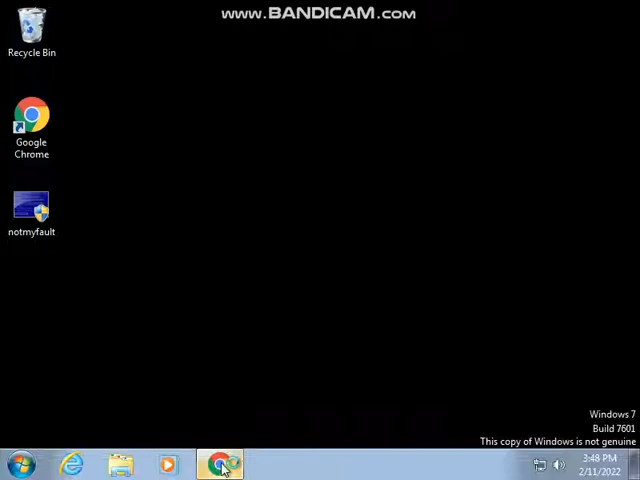 www.BANDICAM.com
Recycle Bin
Google
Chrome
notmyfault
Windows 7
Build 7601
This copy of Windows is not genuine
3:48 PM
2/11/2022